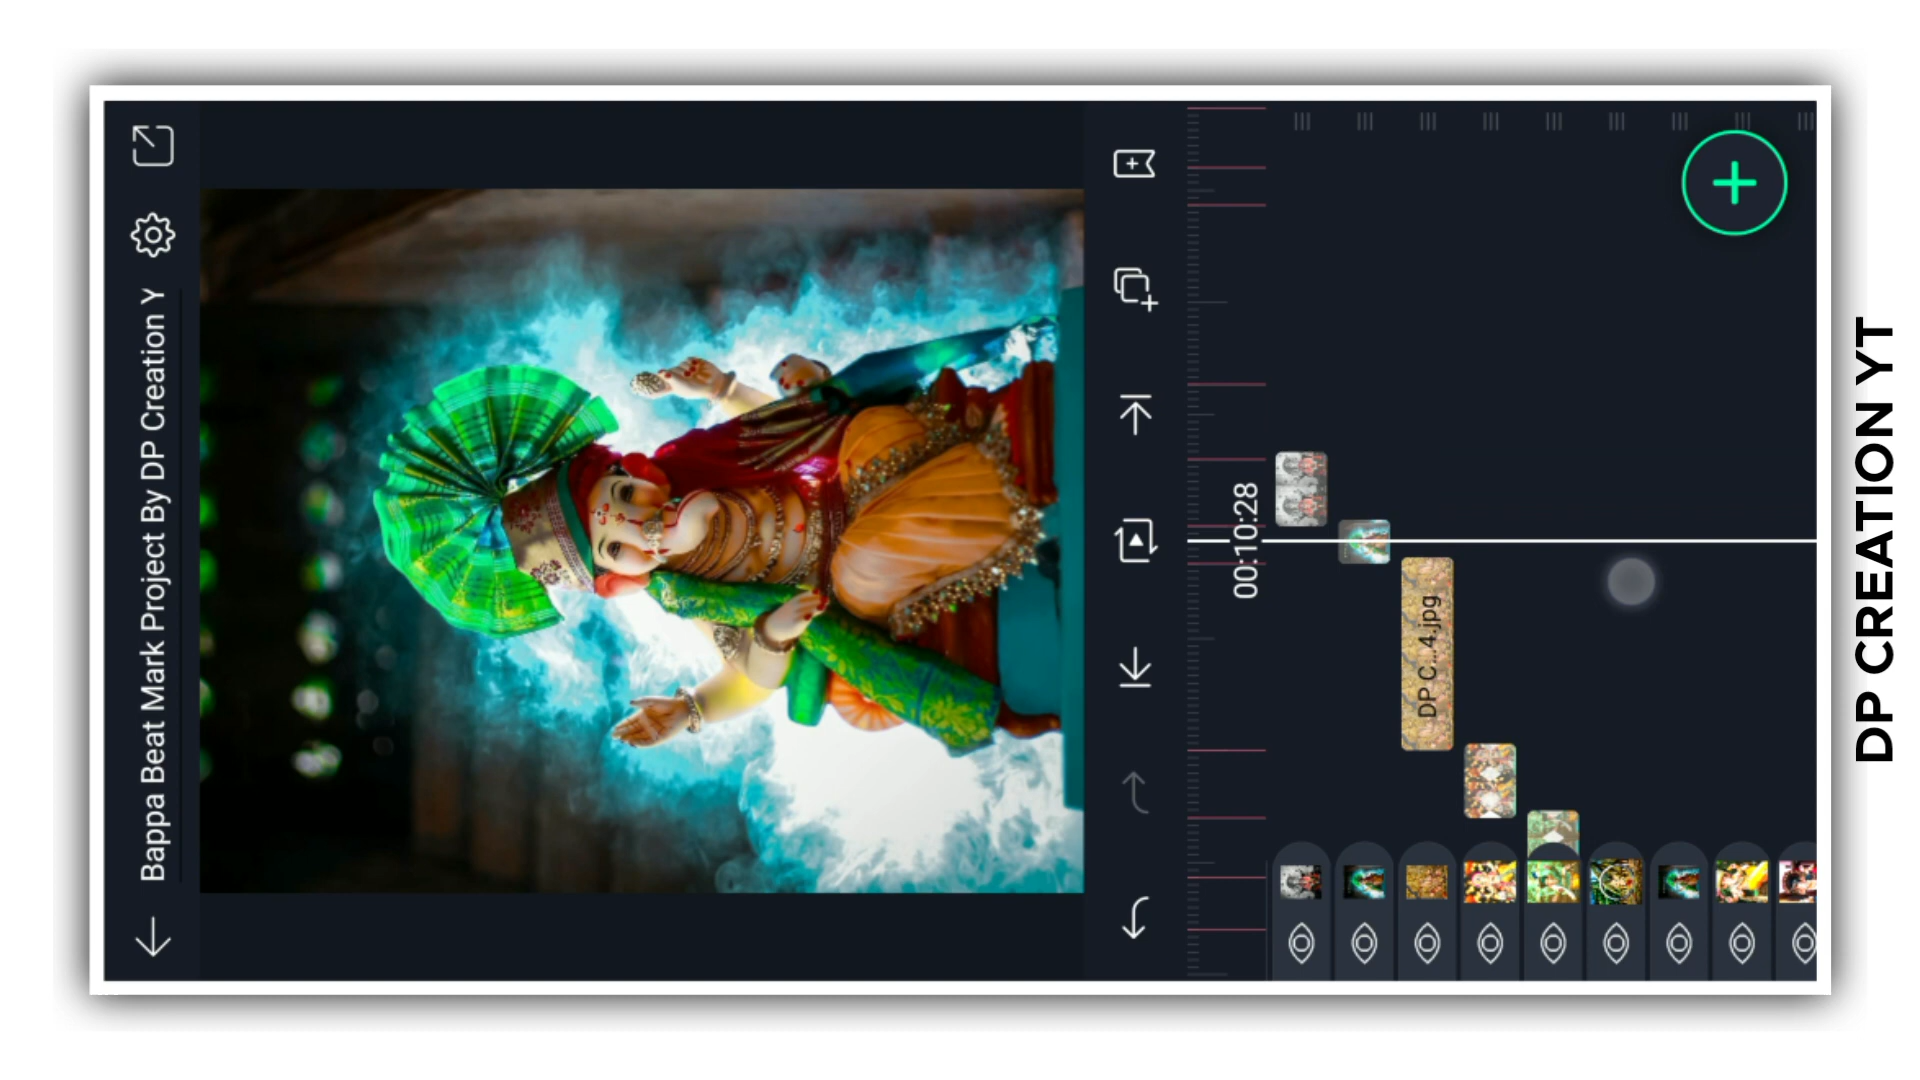 Bappa Beat Mark Project By DP Creation Y
00:10:28
DP C...4.jpg
DP CREATION YT